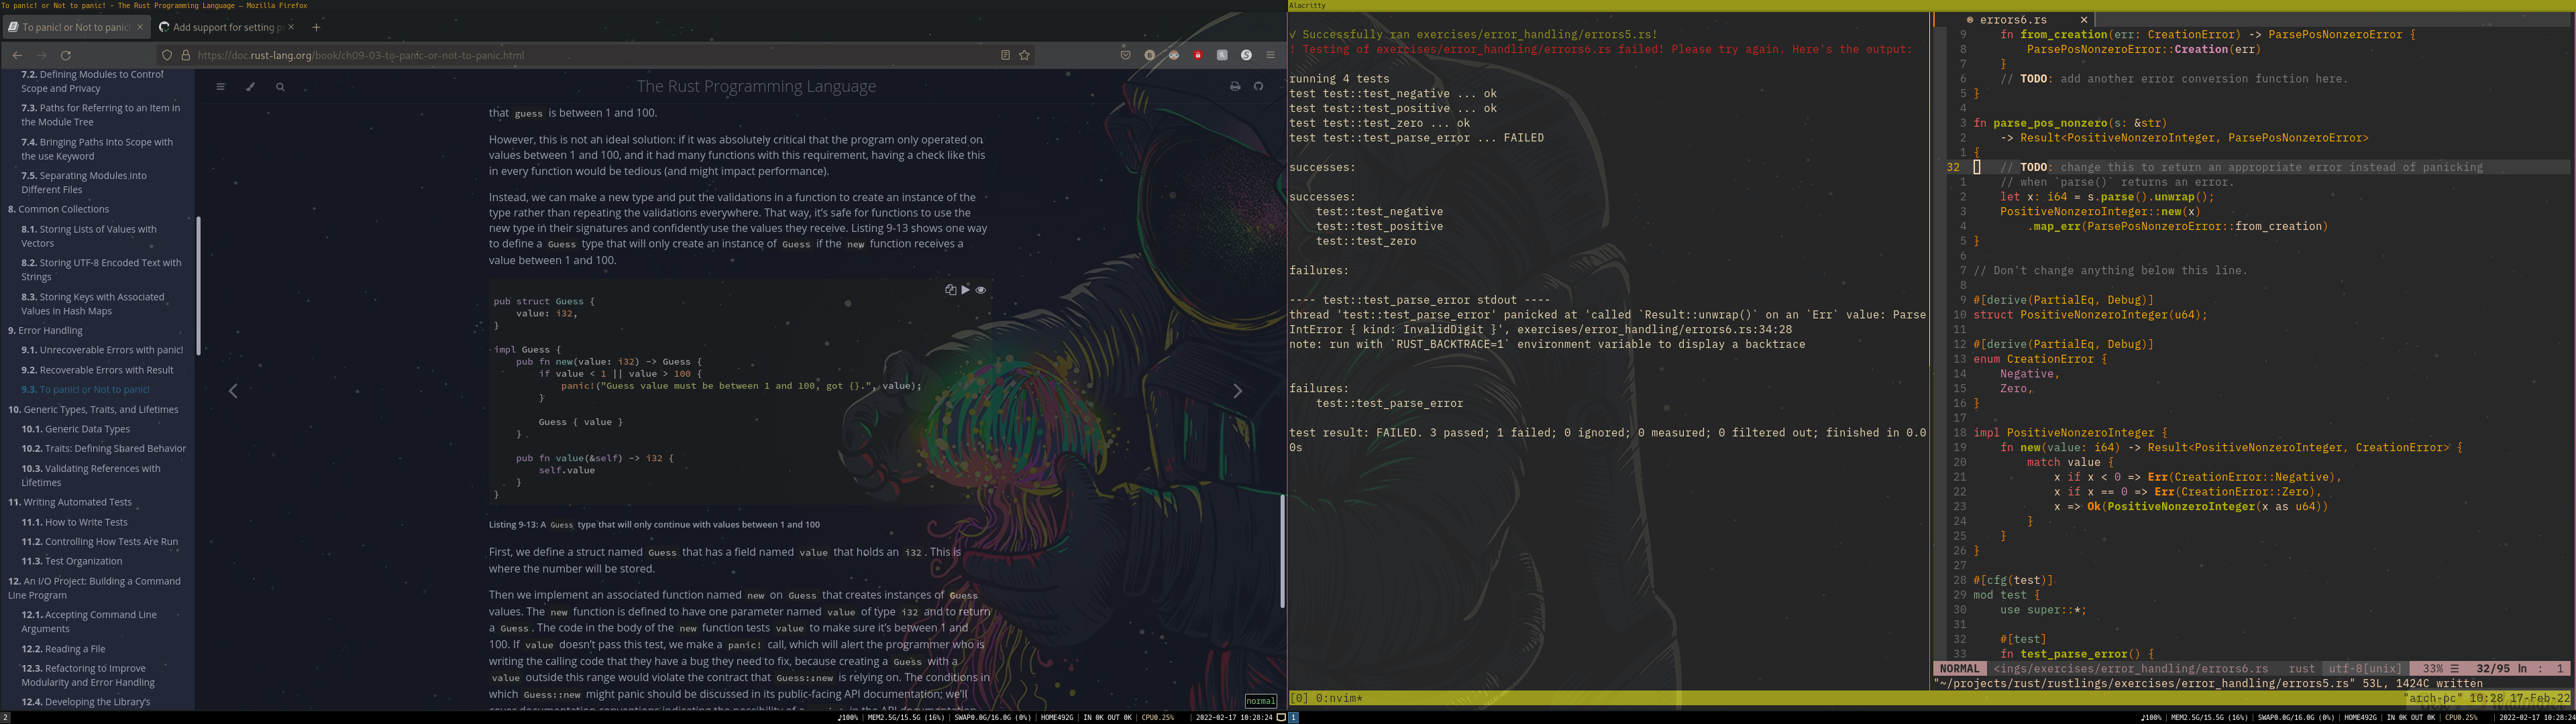 To panic! or Not to panic! - The Rust Programming Language — Mozilla Firefox
To panic! or Not to panic! ×
Add support for setting p ×
+
https://doc.rust-lang.org/book/ch09-03-to-panic-or-not-to-panic.html
7.2. Defining Modules to Control
Scope and Privacy
7.3. Paths for Referring to an Item in
the Module Tree
7.4. Bringing Paths Into Scope with
the use Keyword
7.5. Separating Modules into
Different Files
8. Common Collections
8.1. Storing Lists of Values with
Vectors
8.2. Storing UTF-8 Encoded Text with
Strings
8.3. Storing Keys with Associated
Values in Hash Maps
9. Error Handling
9.1. Unrecoverable Errors with panic!
9.2. Recoverable Errors with Result
9.3. To panic! or Not to panic!
10. Generic Types, Traits, and Lifetimes
10.1. Generic Data Types
10.2. Traits: Defining Shared Behavior
10.3. Validating References with
Lifetimes
11. Writing Automated Tests
11.1. How to Write Tests
11.2. Controlling How Tests Are Run
11.3. Test Organization
12. An I/O Project: Building a Command
Line Program
12.1. Accepting Command Line
Arguments
12.2. Reading a File
12.3. Refactoring to Improve
Modularity and Error Handling
12.4. Developing the Library's
The Rust Programming Language
that guess is between 1 and 100.
However, this is not an ideal solution: if it was absolutely critical that the program only operated on
values between 1 and 100, and it had many functions with this requirement, having a check like this
in every function would be tedious (and might impact performance).
Instead, we can make a new type and put the validations in a function to create an instance of the
type rather than repeating the validations everywhere. That way, it's safe for functions to use the
new type in their signatures and confidently use the values they receive. Listing 9-13 shows one way
to define a Guess type that will only create an instance of Guess if the new function receives a
value between 1 and 100.
pub struct Guess {
value: i32,
}
impl Guess {
pub fn new(value: i32) -> Guess {
if value < 1 || value > 100 {
panic!("Guess value must be between 1 and 100, got {}.", value);
}
Guess { value }
}
pub fn value(&self) -> i32 {
self.value
}
}
Listing 9-13: A Guess type that will only continue with values between 1 and 100
First, we define a struct named Guess that has a field named value that holds an i32. This is
where the number will be stored.
Then we implement an associated function named new on Guess that creates instances of Guess
values. The new function is defined to have one parameter named value of type i32 and to return
a Guess. The code in the body of the new function tests value to make sure it's between 1 and
100. If value doesn't pass this test, we make a panic! call, which will alert the programmer who is
writing the calling code that they have a bug they need to fix, because creating a Guess with a
value outside this range would violate the contract that Guess::new is relying on. The conditions in
which Guess::new might panic should be discussed in its public-facing API documentation; we'll
cover documentation conventions indicating the possibility of a panic! in the API documentation
normal
2
♪100% | MEM2.5G/15.5G (16%) | SWAP0.0G/16.0G (0%) | HOME492G | IN 0K OUT 0K | CPU0.25% | 2022-02-17 10:28:24
Alacritty
√ Successfully ran exercises/error_handling/errors5.rs!
! Testing of exercises/error_handling/errors6.rs failed! Please try again. Here's the output:
running 4 tests
test test::test_negative ... ok
test test::test_positive ... ok
test test::test_zero ... ok
test test::test_parse_error ... FAILED
successes:
successes:
test::test_negative
test::test_positive
test::test_zero
failures:
---- test::test_parse_error stdout ----
thread 'test::test_parse_error' panicked at 'called `Result::unwrap()` on an `Err` value: Parse
IntError { kind: InvalidDigit }', exercises/error_handling/errors6.rs:34:28
note: run with `RUST_BACKTRACE=1` environment variable to display a backtrace
failures:
test::test_parse_error
test result: FAILED. 3 passed; 1 failed; 0 ignored; 0 measured; 0 filtered out; finished in 0.0
0s
errors6.rs ×
9 fn from_creation(err: CreationError) -> ParsePosNonzeroError {
8 ParsePosNonzeroError::Creation(err)
7 }
6 // TODO: add another error conversion function here.
5 }
4
3 fn parse_pos_nonzero(s: &str)
2 -> Result<PositiveNonzeroInteger, ParsePosNonzeroError>
1 {
32 // TODO: change this to return an appropriate error instead of panicking
1 // when `parse()` returns an error.
2 let x: i64 = s.parse().unwrap();
3 PositiveNonzeroInteger::new(x)
4 .map_err(ParsePosNonzeroError::from_creation)
5 }
6
7 // Don't change anything below this line.
8
9 #[derive(PartialEq, Debug)]
10 struct PositiveNonzeroInteger(u64);
11
12 #[derive(PartialEq, Debug)]
13 enum CreationError {
14 Negative,
15 Zero,
16 }
17
18 impl PositiveNonzeroInteger {
19 fn new(value: i64) -> Result<PositiveNonzeroInteger, CreationError> {
20 match value {
21 x if x < 0 => Err(CreationError::Negative),
22 x if x == 0 => Err(CreationError::Zero),
23 x => Ok(PositiveNonzeroInteger(x as u64))
24 }
25 }
26 }
27
28 #[cfg(test)]
29 mod test {
30 use super::*;
31
32 #[test]
33 fn test_parse_error() {
NORMAL <ings/exercises/error_handling/errors6.rs rust utf-8[unix] 33% ☰ 32/95 ln : 1
"~/projects/rust/rustlings/exercises/error_handling/errors5.rs" 53L, 1424C written
[0] 0:nvim* "arch-pc" 10:28 17-Feb-22
1
♪100% | MEM2.5G/15.5G (16%) | SWAP0.0G/16.0G (0%) | HOME492G | IN 0K OUT 0K | CPU0.25% | 2022-02-17 10:28:24